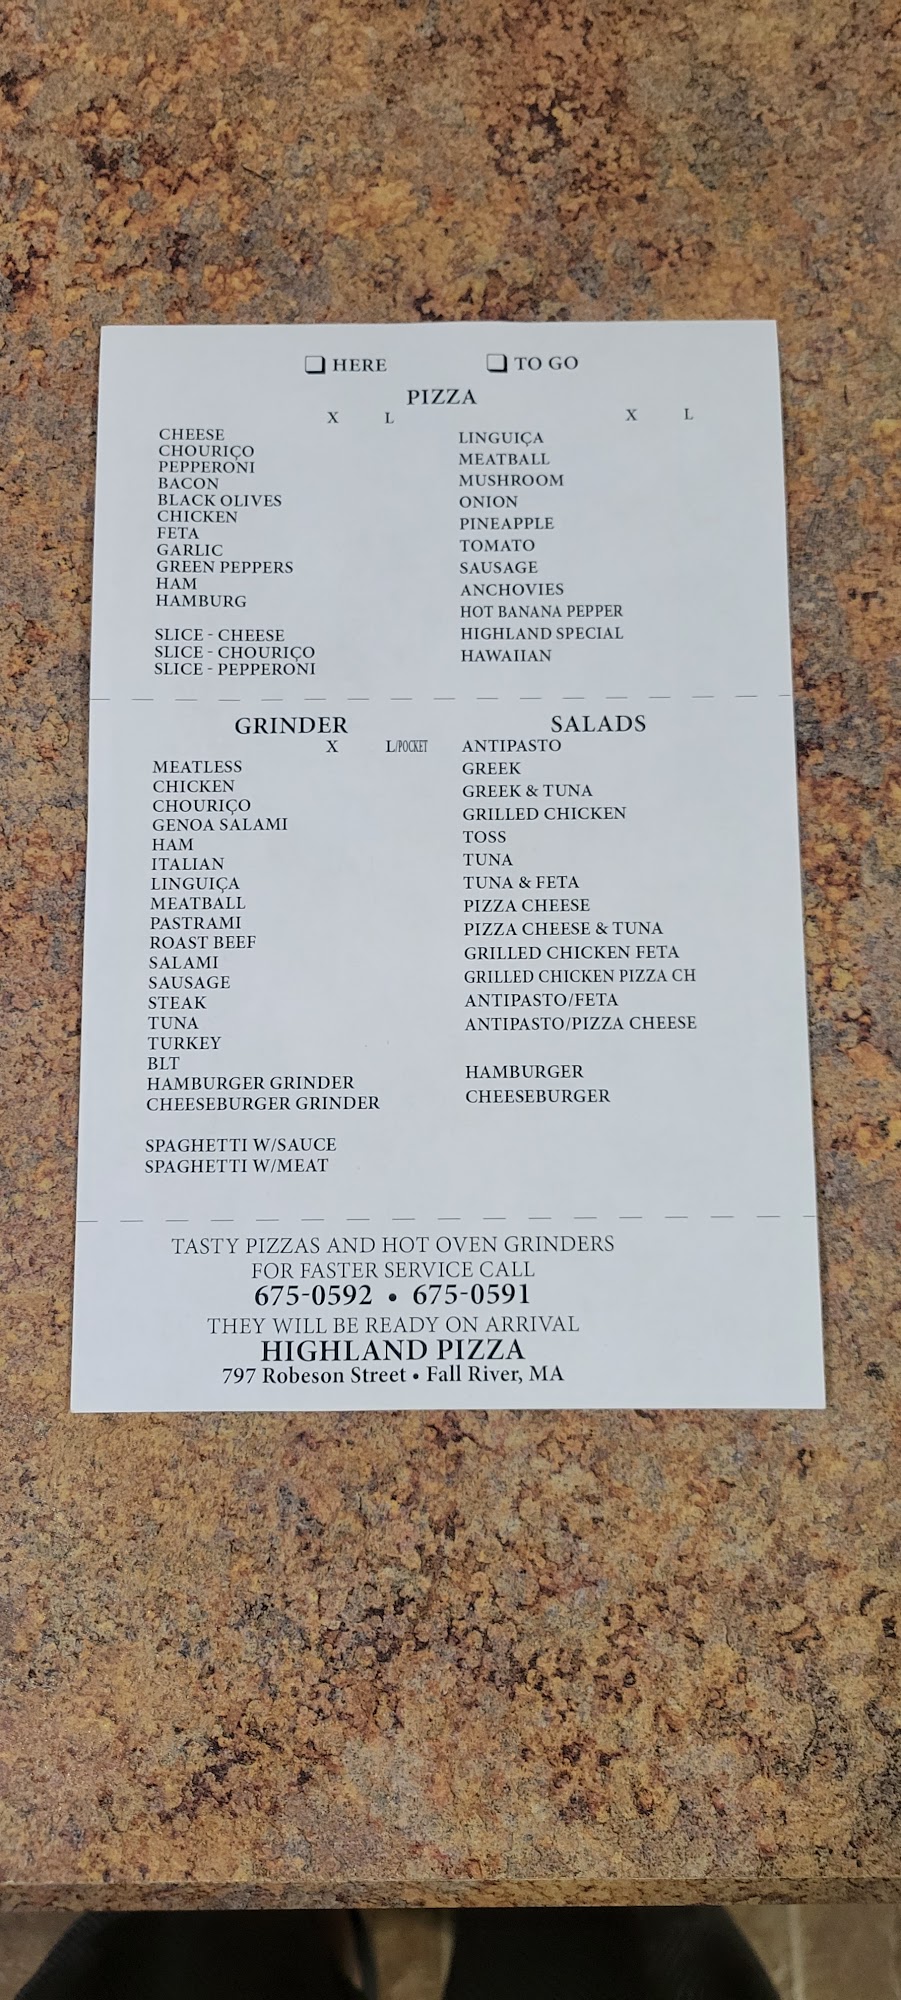 HERE TO GO
PIZZA
X L
CHEESE
CHOURIÇO
PEPPERONI
BACON
BLACK OLIVES
CHICKEN
FETA
GARLIC
GREEN PEPPERS
HAM
HAMBURG
SLICE - CHEESE
SLICE - CHOURIÇO
SLICE - PEPPERONI
X L
LINGUIÇA
MEATBALL
MUSHROOM
ONION
PINEAPPLE
TOMATO
SAUSAGE
ANCHOVIES
HOT BANANA PEPPER
HIGHLAND SPECIAL
HAWAIIAN
GRINDER
X L/POCKET
MEATLESS
CHICKEN
CHOURIÇO
GENOA SALAMI
HAM
ITALIAN
LINGUIÇA
MEATBALL
PASTRAMI
ROAST BEEF
SALAMI
SAUSAGE
STEAK
TUNA
TURKEY
BLT
HAMBURGER GRINDER
CHEESEBURGER GRINDER
SPAGHETTI W/SAUCE
SPAGHETTI W/MEAT
SALADS
ANTIPASTO
GREEK
GREEK & TUNA
GRILLED CHICKEN
TOSS
TUNA
TUNA & FETA
PIZZA CHEESE
PIZZA CHEESE & TUNA
GRILLED CHICKEN FETA
GRILLED CHICKEN PIZZA CH
ANTIPASTO/FETA
ANTIPASTO/PIZZA CHEESE
HAMBURGER
CHEESEBURGER
TASTY PIZZAS AND HOT OVEN GRINDERS
FOR FASTER SERVICE CALL
675-0592 • 675-0591
THEY WILL BE READY ON ARRIVAL
HIGHLAND PIZZA
797 Robeson Street • Fall River, MA